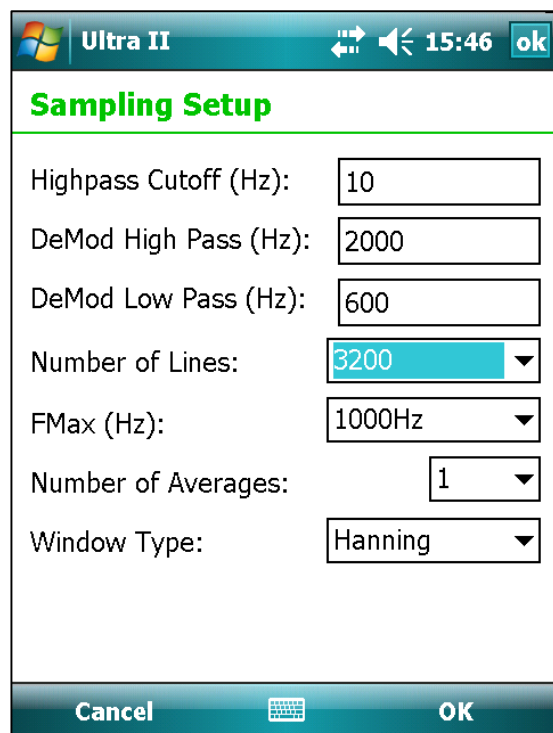 Ultra II 15:46 ok
Sampling Setup
Highpass Cutoff (Hz): 10
DeMod High Pass (Hz): 2000
DeMod Low Pass (Hz): 600
Number of Lines: 3200
FMax (Hz): 1000Hz
Number of Averages: 1
Window Type: Hanning
Cancel OK